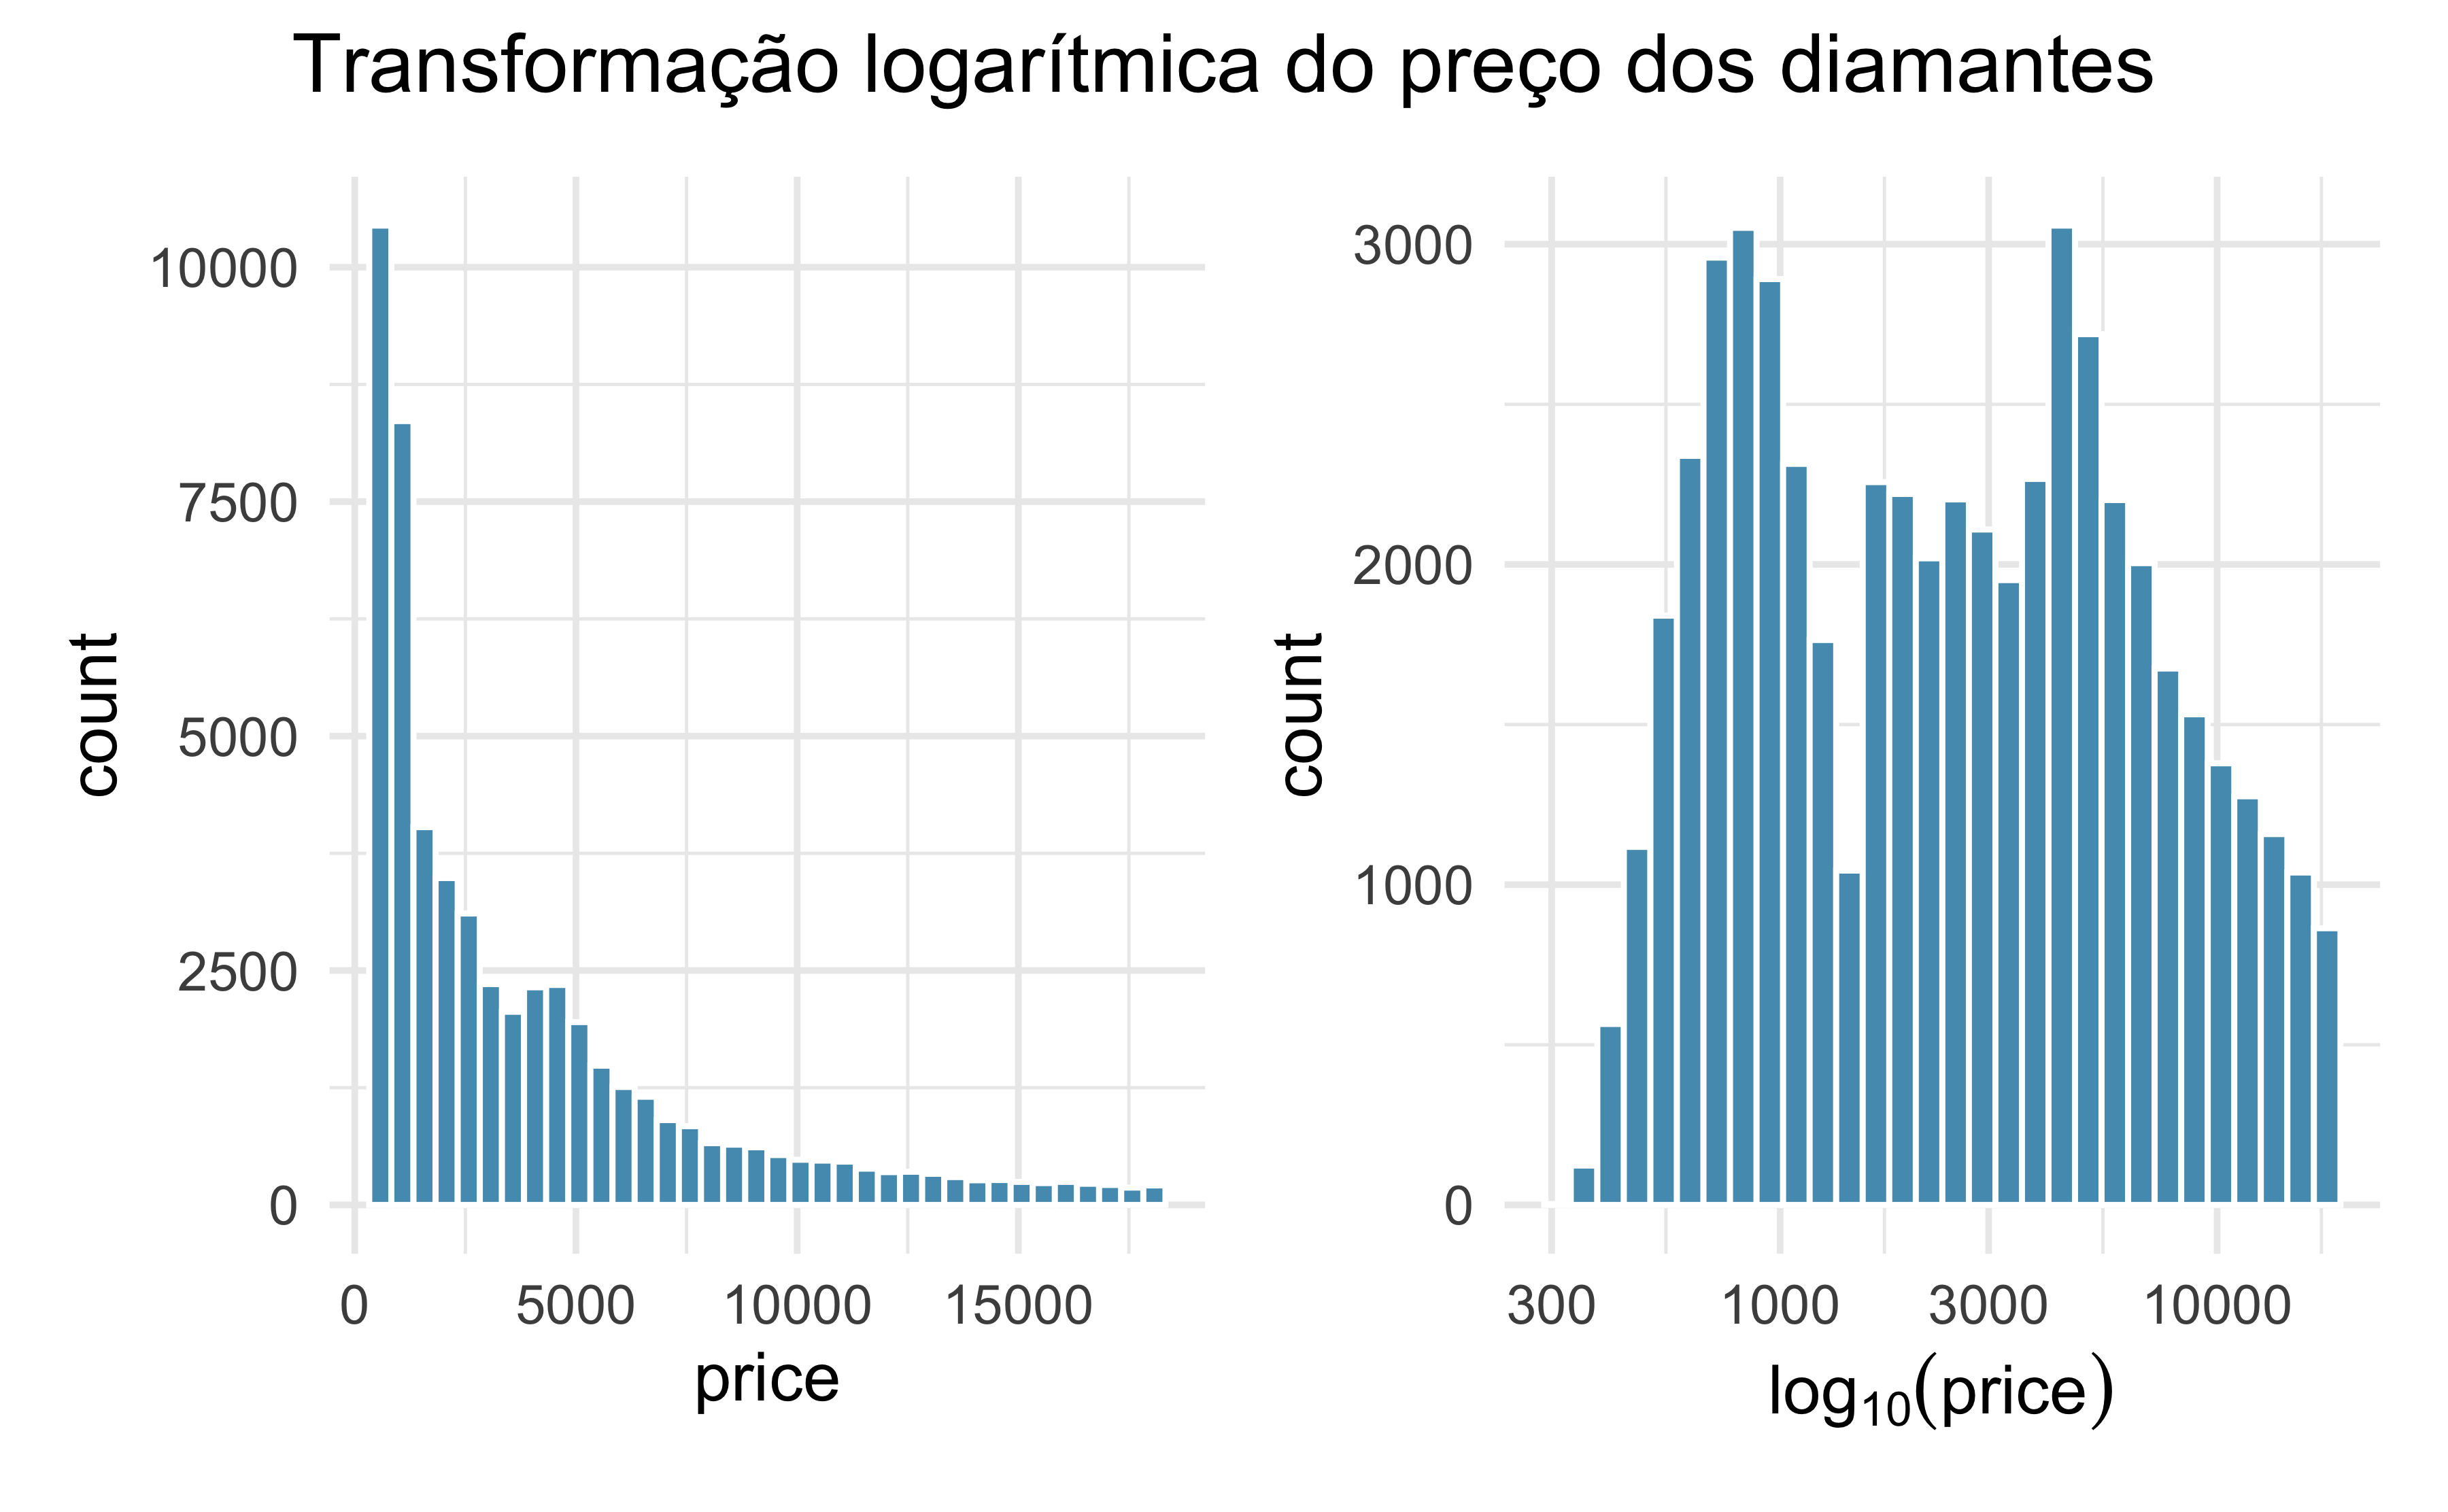 Transformação logarítmica do preço dos diamantes
count
10000
7500
5000
2500
0
0 5000 10000 15000
price
count
3000
2000
1000
0
300 1000 3000 10000
log10(price)